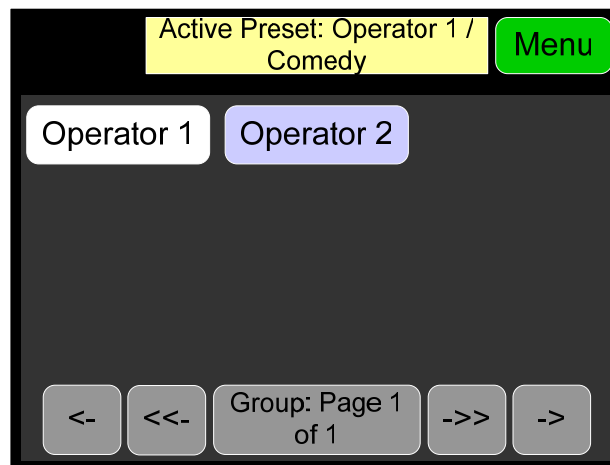 Active Preset: Operator 1 /
Comedy
Menu
Operator 1
Operator 2
<-
<<-
Group: Page 1
of 1
->>
->